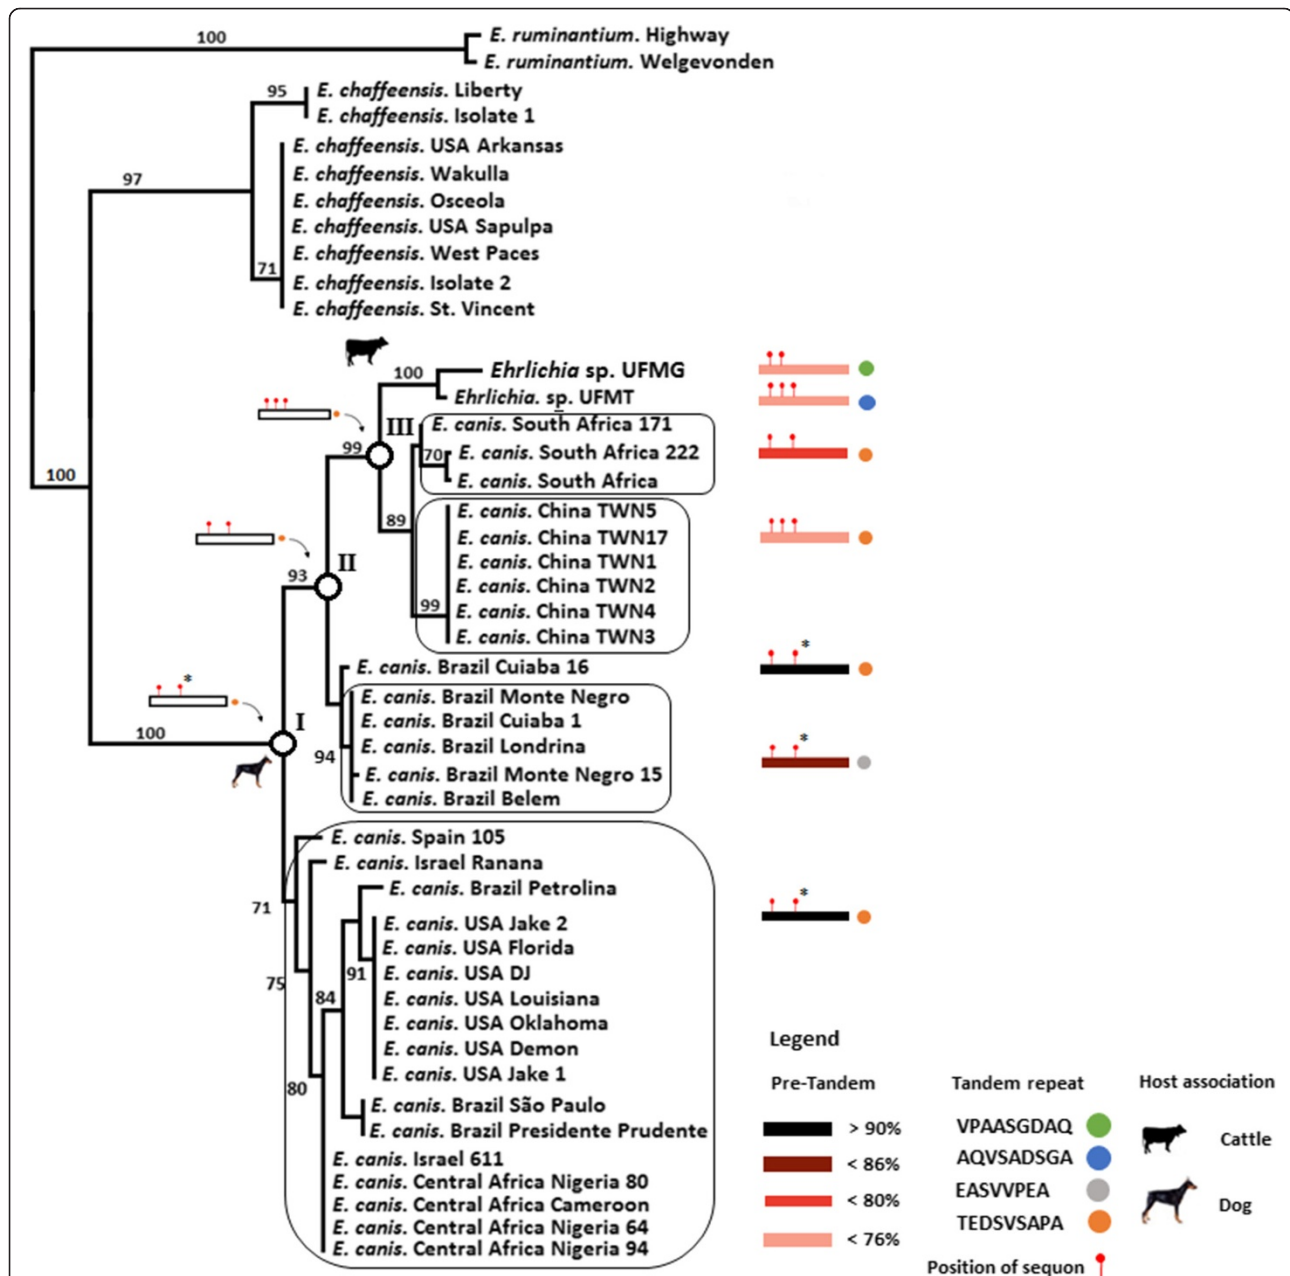 100
E. ruminantium. Highway
E. ruminantium. Welgevonden
95
E. chaffeensis. Liberty
E. chaffeensis. Isolate 1
E. chaffeensis. USA Arkansas
97
E. chaffeensis. Wakulla
E. chaffeensis. Osceola
E. chaffeensis. USA Sapulpa
E. chaffeensis. West Paces
71
E. chaffeensis. Isolate 2
E. chaffeensis. St. Vincent
100
Ehrlichia sp. UFMG
Ehrlichia. sp. UFMT
III
E. canis. South Africa 171
99
70
E. canis. South Africa 222
100
E. canis. South Africa
E. canis. China TWN5
89
E. canis. China TWN17
E. canis. China TWN1
II
93
E. canis. China TWN2
99
E. canis. China TWN4
E. canis. China TWN3
*
E. canis. Brazil Cuiaba 16
*
E. canis. Brazil Monte Negro
I
E. canis. Brazil Cuiaba 1
100
*
E. canis. Brazil Londrina
94
E. canis. Brazil Monte Negro 15
E. canis. Brazil Belem
E. canis. Spain 105
E. canis. Israel Ranana
E. canis. Brazil Petrolina
*
71
E. canis. USA Jake 2
E. canis. USA Florida
75
91
E. canis. USA DJ
84
E. canis. USA Louisiana
E. canis. USA Oklahoma
E. canis. USA Demon
80
E. canis. USA Jake 1
E. canis. Brazil São Paulo
E. canis. Brazil Presidente Prudente
E. canis. Israel 611
E. canis. Central Africa Nigeria 80
E. canis. Central Africa Cameroon
E. canis. Central Africa Nigeria 64
E. canis. Central Africa Nigeria 94
Legend
Pre-Tandem
> 90%
< 86%
< 80%
< 76%
Tandem repeat
VPAASGDAQ
AQVSADSGA
EASVVPEA
TEDSVSAPA
Position of sequon
Host association
Cattle
Dog